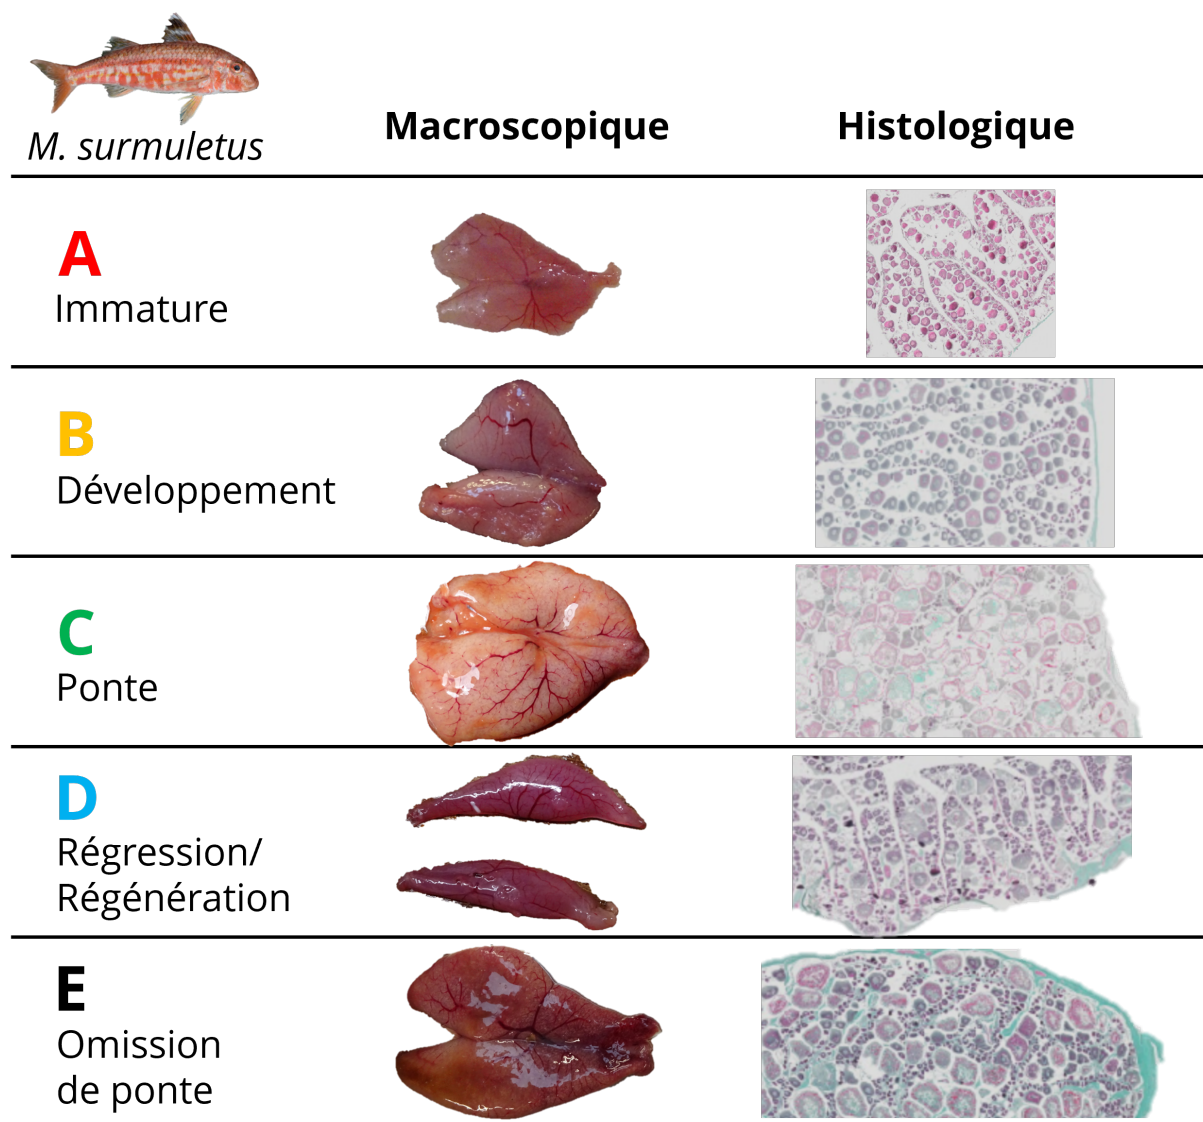 M. surmuletus
Macroscopique
Histologique
A
Immature
B
Développement
C
Ponte
D
Régression/
Régénération
E
Omission
de ponte